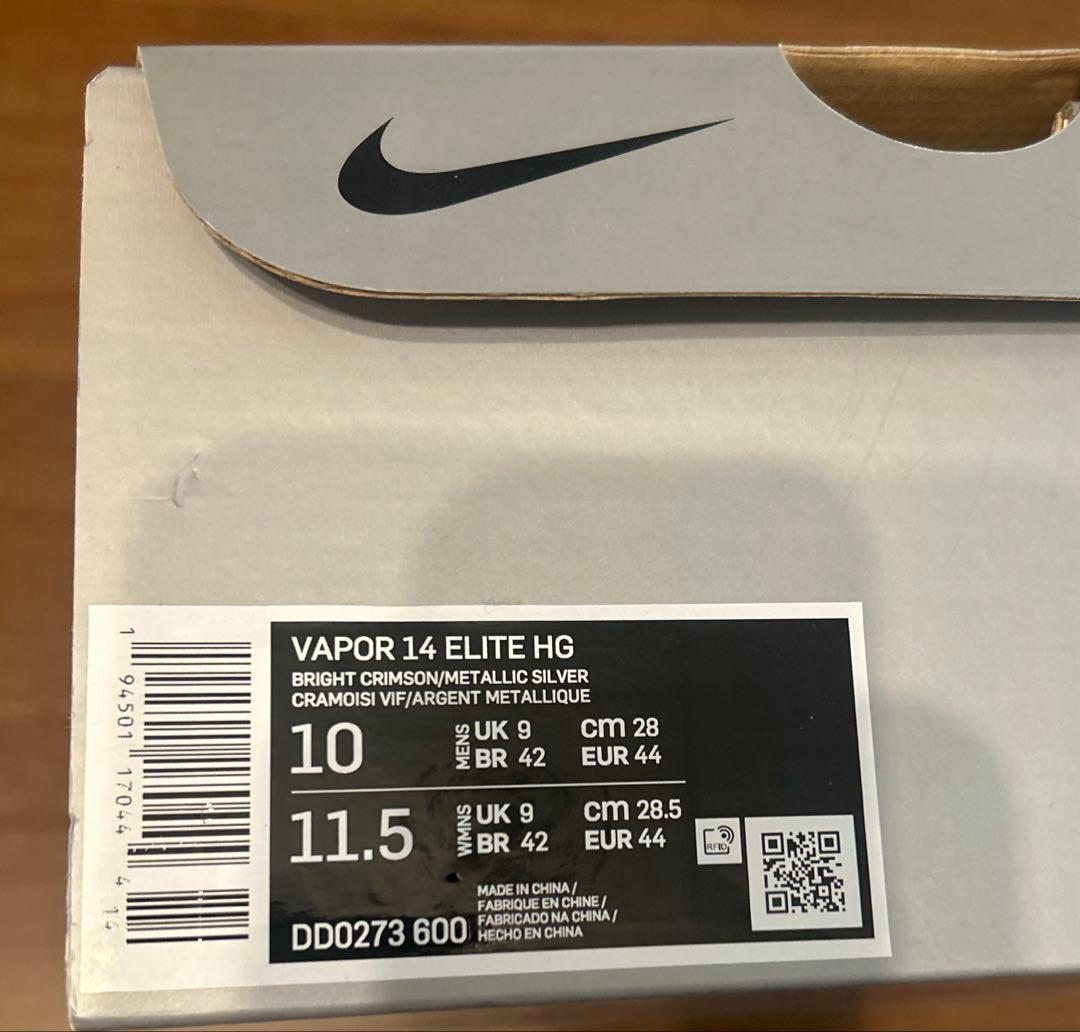 VAPOR 14 ELITE HG
BRIGHT CRIMSON/METALLIC SILVER
CRAMOISI VIF/ARGENT METALLIQUE
10 MENS UK 9 cm 28
BR 42 EUR 44
11.5 WMNS UK 9 cm 28.5
BR 42 EUR 44
RFID
MADE IN CHINA /
FABRIQUE EN CHINE /
FABRICADO NA CHINA /
HECHO EN CHINA
DD0273 600
1 94501 17044 4 14